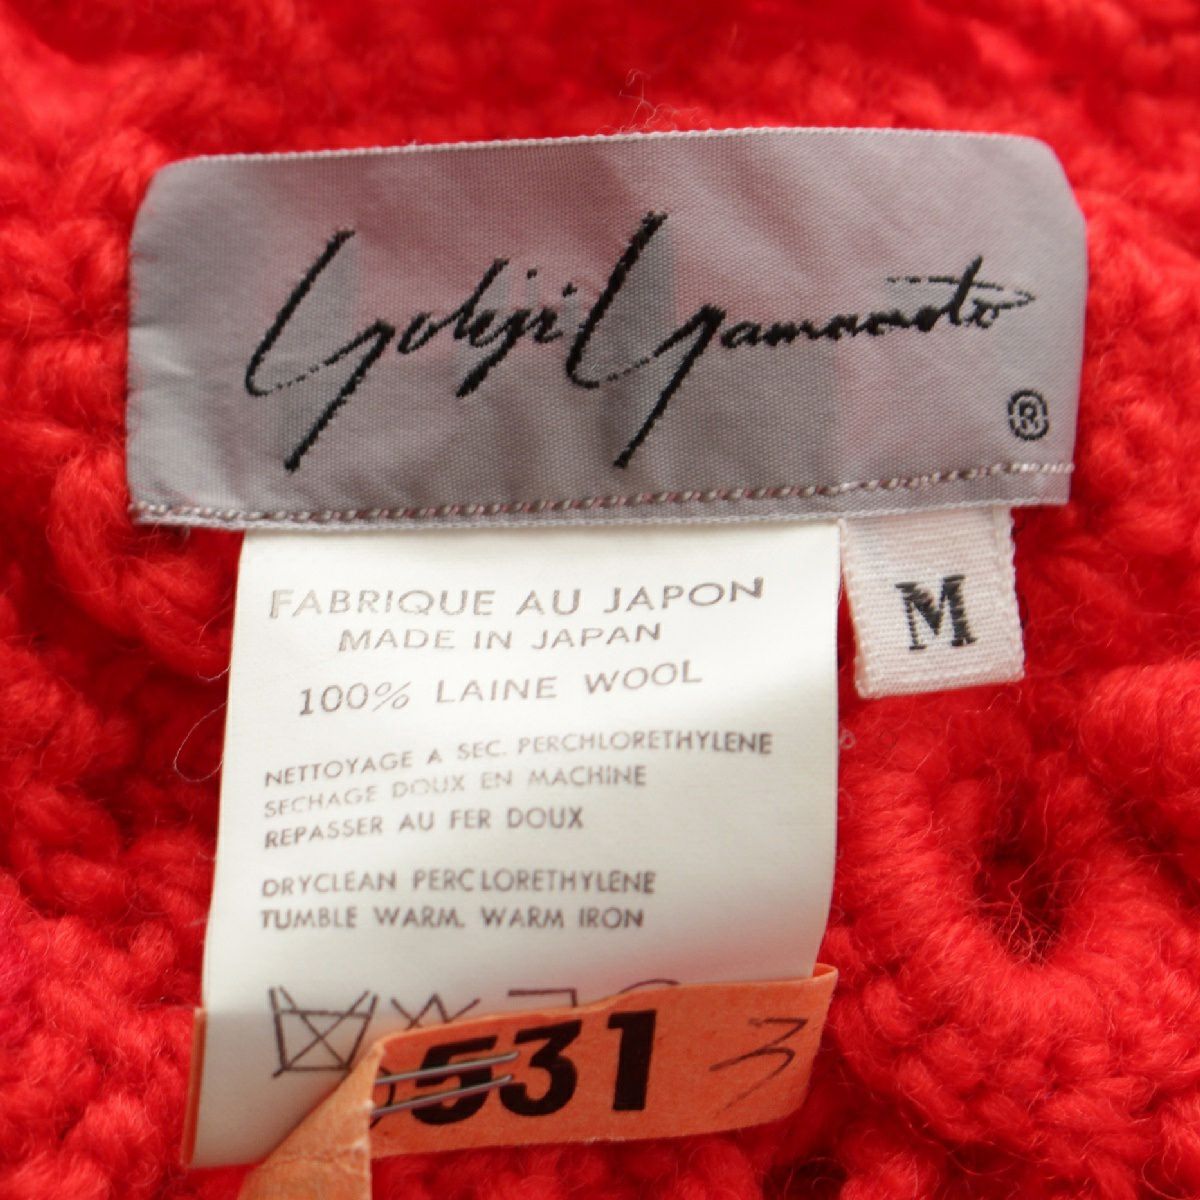 Yohji Yamamoto
®
M
FABRIQUE AU JAPON
MADE IN JAPAN
100% LAINE WOOL
NETTOYAGE A SEC. PERCHLORETHYLENE
SECHAGE DOUX EN MACHINE
REPASSER AU FER DOUX
DRYCLEAN PERCLORETHYLENE
TUMBLE WARM. WARM IRON
531 3